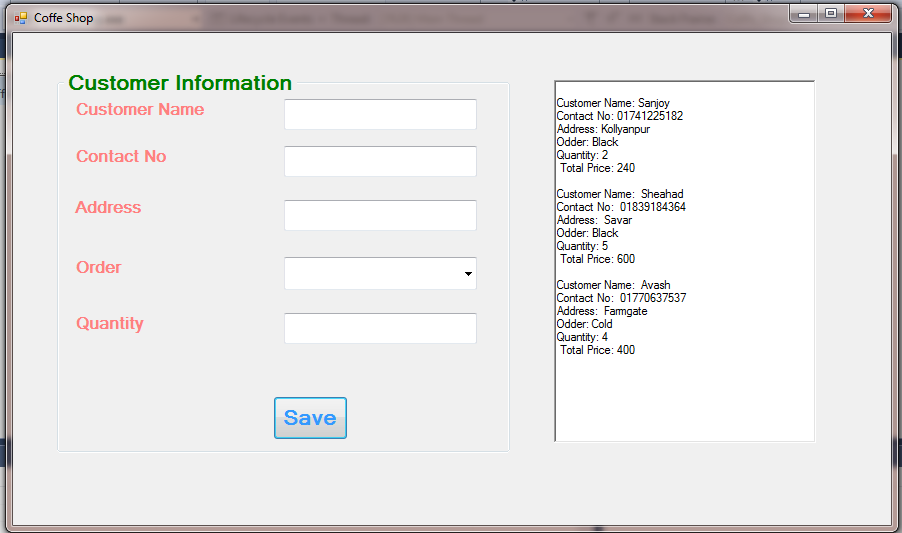 Coffe Shop
Customer Information
Customer Name
Contact No
Address
Order
Quantity
Save
Customer Name: Sanjoy
Contact No: 01741225182
Address: Kollyanpur
Odder: Black
Quantity: 2
Total Price: 240
Customer Name:  Sheahad
Contact No:  01839184364
Address:  Savar
Odder: Black
Quantity: 5
Total Price: 600
Customer Name:  Avash
Contact No:  01770637537
Address:  Farmgate
Odder: Cold
Quantity: 4
Total Price: 400